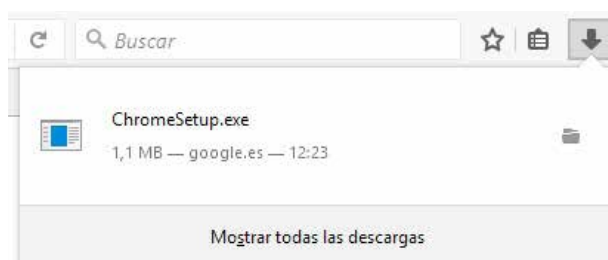 Buscar
ChromeSetup.exe
1,1 MB — google.es — 12:23
Mostrar todas las descargas